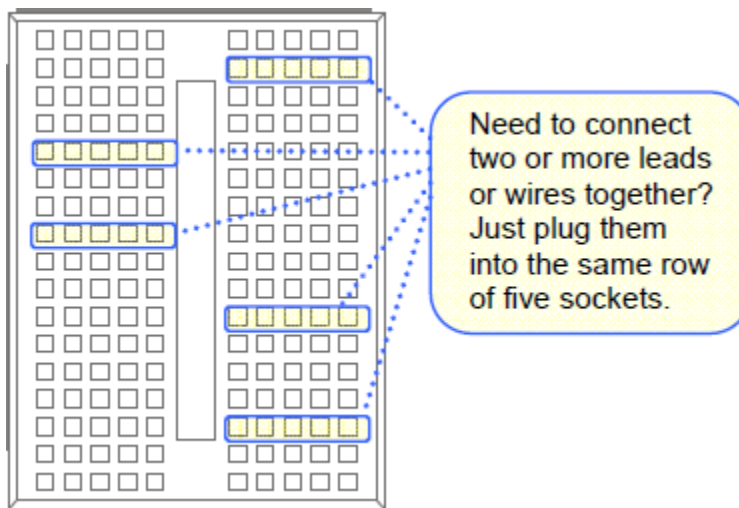 Need to connect
two or more leads
or wires together?
Just plug them
into the same row
of five sockets.